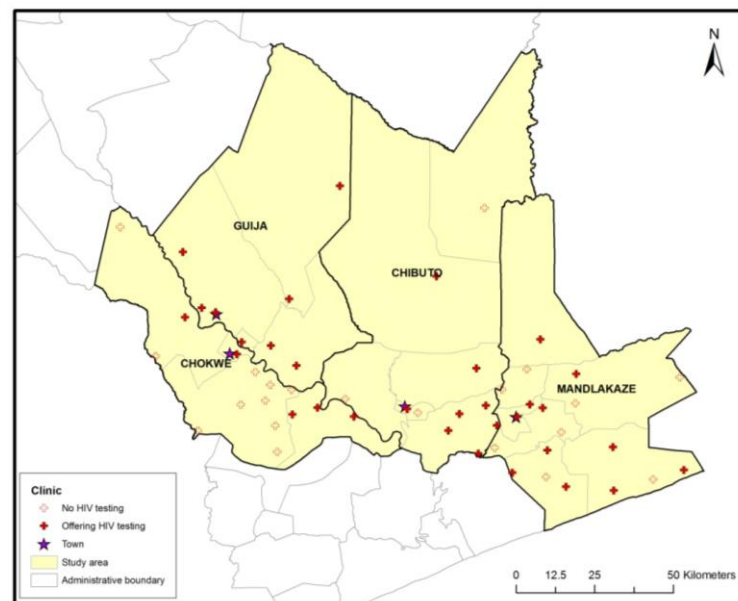 N
GUIJA
CHIBUTO
CHOKWE
MANDLAKAZE
Clinic
No HIV testing
Offering HIV testing
Town
Study area
Administrative boundary
0 12.5 25 50 Kilometers